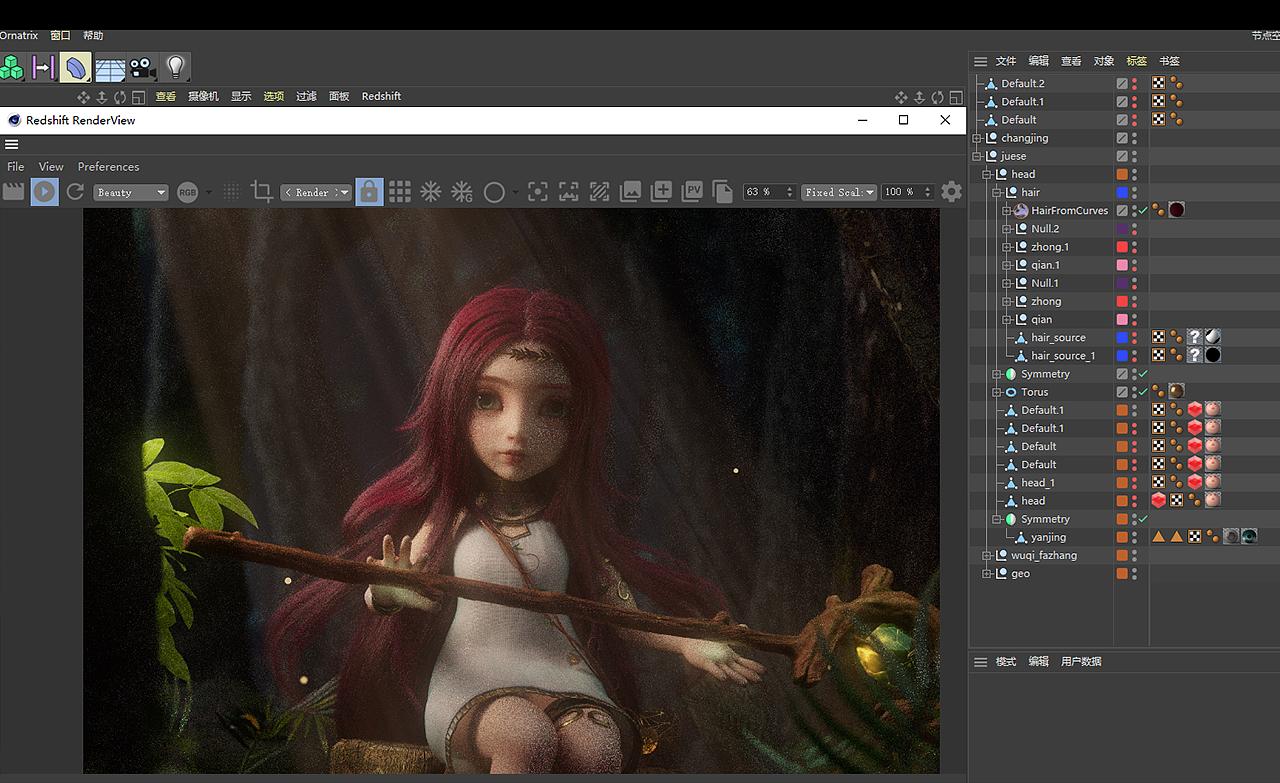 Ornatrix 窗口 帮助
节点空
文件 编辑 查看 对象 标签 书签
查看 摄像机 显示 选项 过滤 面板 Redshift
Redshift RenderView
File View Preferences
Beauty RGB < Render > G PV 63 % Fixed Scal: 100 %
Default.2
Default.1
Default
changjing
juese
head
hair
HairFromCurves
Null.2
zhong.1
qian.1
Null.1
zhong
qian
hair_source ?
hair_source_1 ?
Symmetry
Torus
Default.1
Default.1
Default
Default
head_1
head
Symmetry
yanjing
wuqi_fazhang
geo
模式 编辑 用户数据